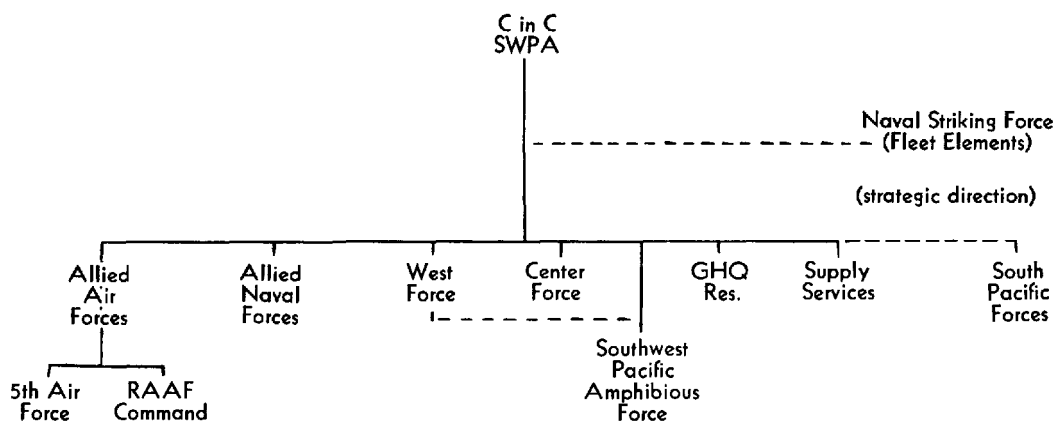 C in C
SWPA
Naval Striking Force
(Fleet Elements)
(strategic direction)
Allied
Air
Forces
Allied
Naval
Forces
West
Force
Center
Force
GHQ
Res.
Supply
Services
South
Pacific
Forces
Southwest
Pacific
Amphibious
Force
5th Air
Force
RAAF
Command